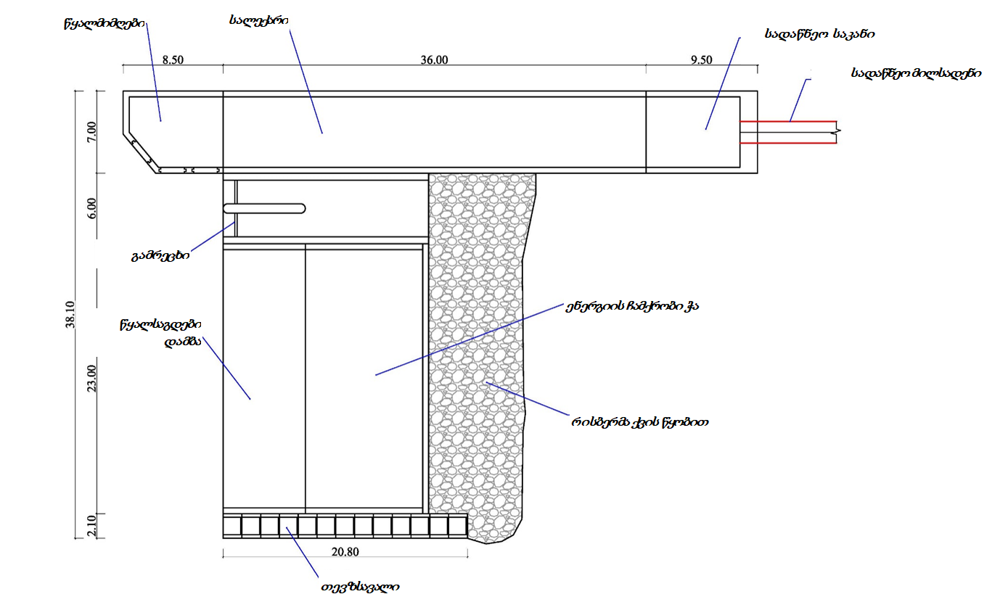 წყალმიმღები
სალექარი
სადაწნეო საკანი
8.50
36.00
9.50
სადაწნეო მილსადენი
7.00
6.00
გამრეცხი
38.10
ენერგიის ჩამქრობი ჭა
წყალსაგდები
დამბა
23.00
რისბერმა ქვის წყობით
2.10
20.80
თევზსავალი